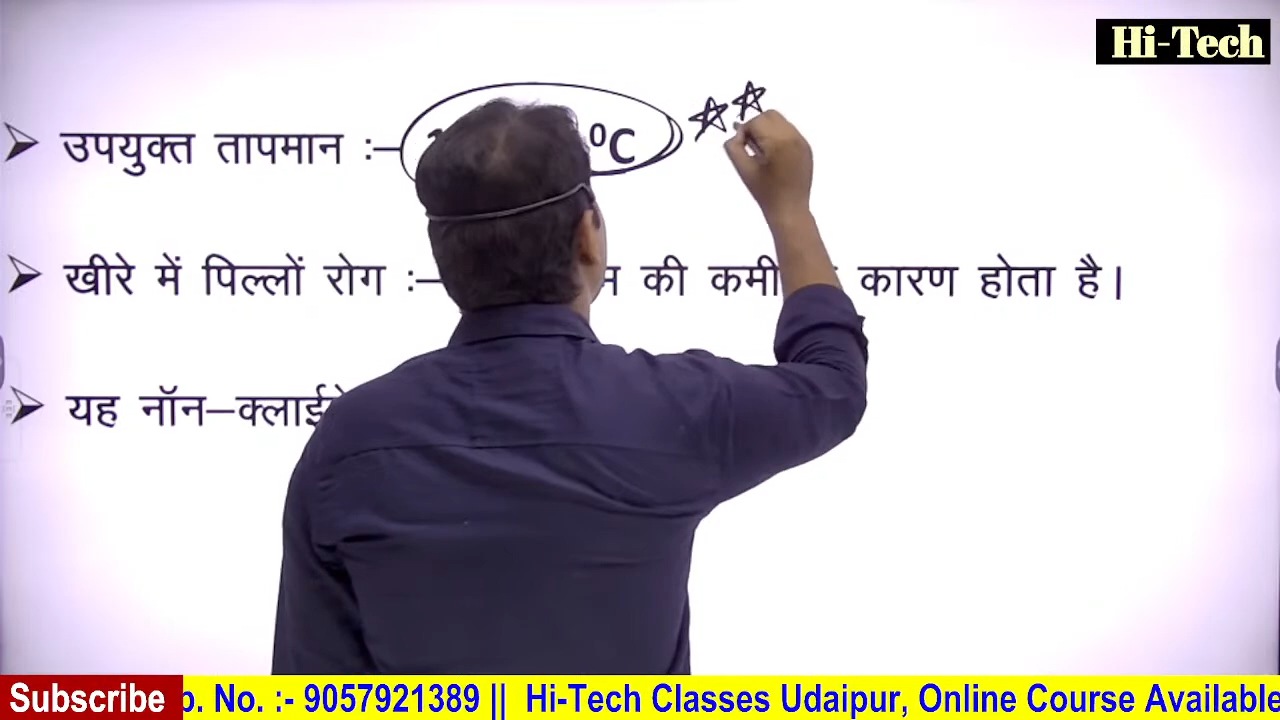 Hi-Tech
उपयुक्त तापमान :– ⁰C
खीरे में पिल्लों रोग :– की कमी कारण होता है।
यह नॉन–क्लाई
Subscribe
p. No. :- 9057921389 || Hi-Tech Classes Udaipur, Online Course Available